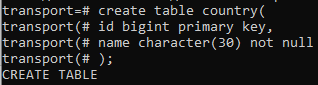 transport=# create table country(
transport(# id bigint primary key,
transport(# name character(30) not null
transport(# );
CREATE TABLE